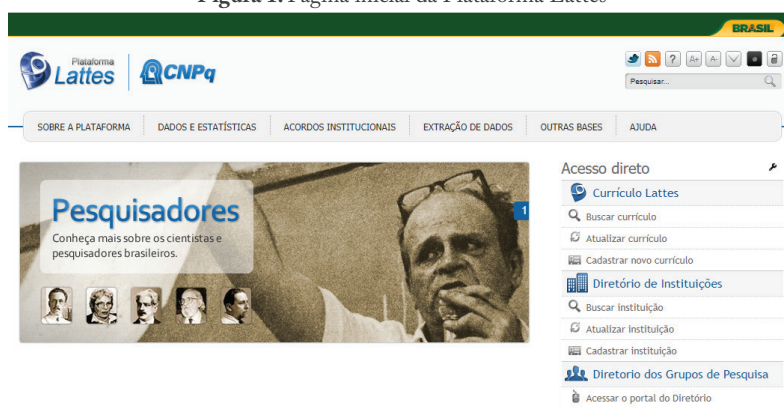 Figura 1. Página inicial da Plataforma Lattes
BRASIL
Plataforma
Lattes
CNPq
? A+ A-
Pesquisar...
SOBRE A PLATAFORMA DADOS E ESTATÍSTICAS ACORDOS INSTITUCIONAIS EXTRAÇÃO DE DADOS OUTRAS BASES AJUDA
Pesquisadores
Conheça mais sobre os cientistas e
pesquisadores brasileiros.
1
Acesso direto
Currículo Lattes
Buscar currículo
Atualizar currículo
Cadastrar novo currículo
Diretório de Instituições
Buscar instituição
Atualizar instituição
Cadastrar instituição
Diretorio dos Grupos de Pesquisa
Acessar o portal do Diretório